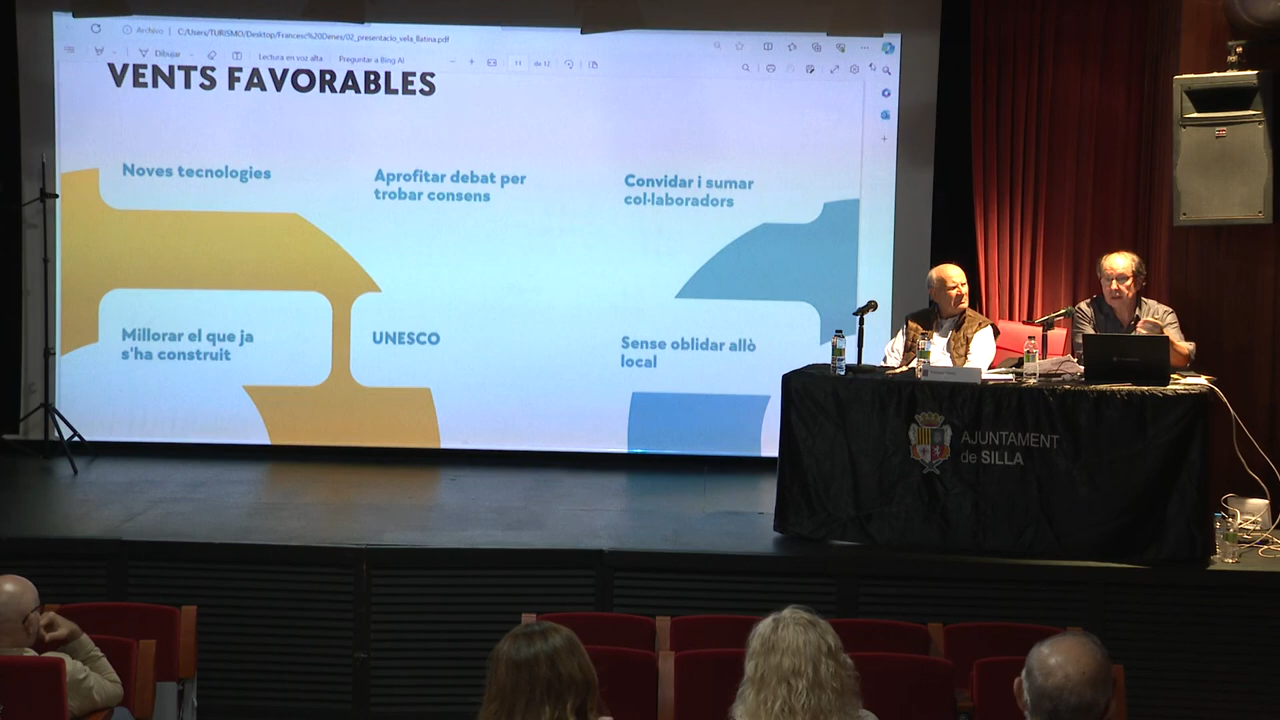 Archivo | C:/Users/TURISMO/Desktop/Francesc%20Denes/02_presentacio_vela_llatina.pdf
Dibujar
Lectura en voz alta
Preguntar a Bing AI
11 de 12
VENTS FAVORABLES
Noves tecnologies
Aprofitar debat per
trobar consens
Convidar i sumar
col·laboradors
Millorar el que ja
s'ha construit
UNESCO
Sense oblidar allò
local
AJUNTAMENT
de SILLA